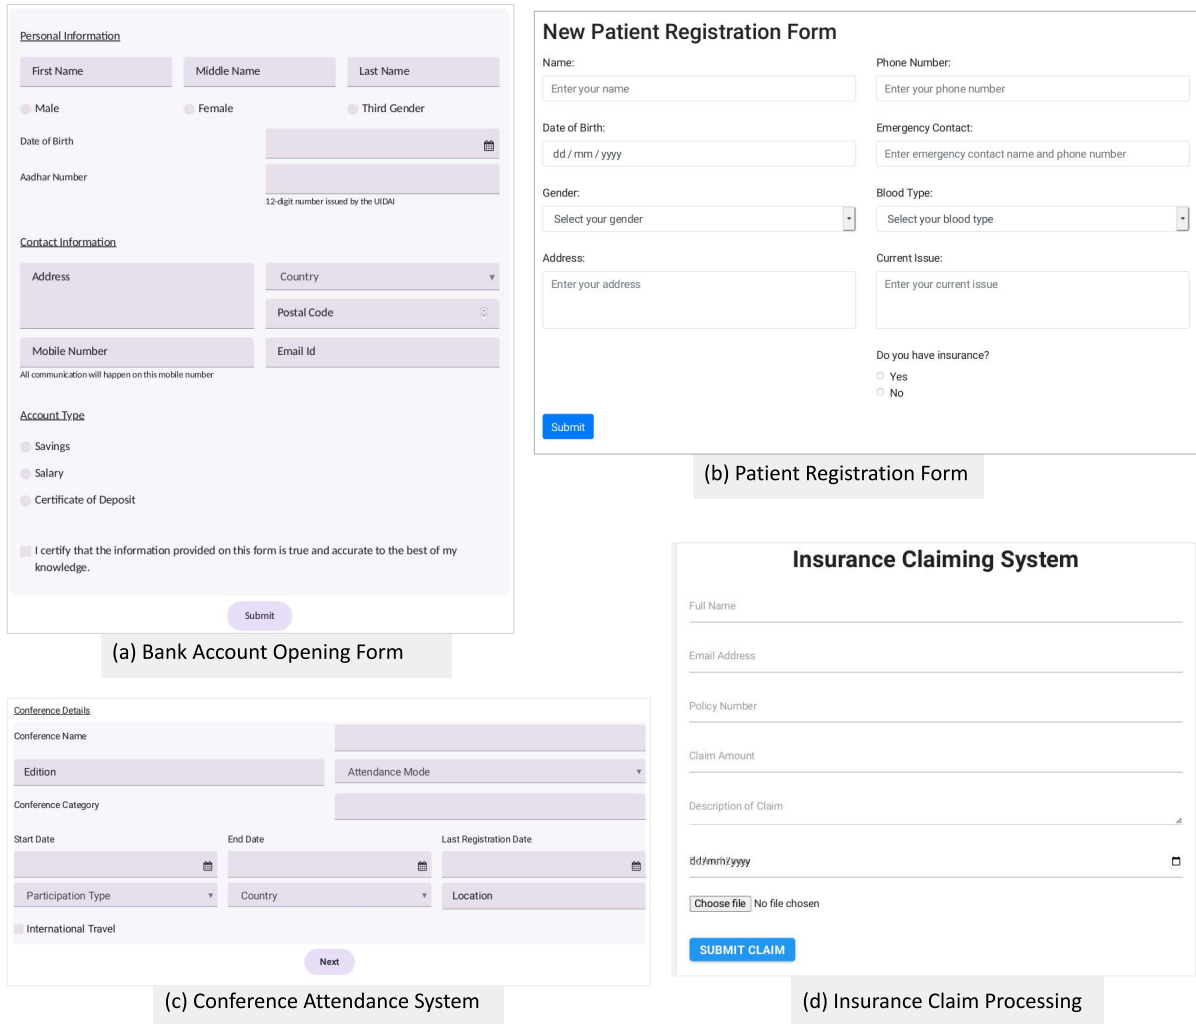 Personal Information
First Name Middle Name Last Name
Male Female Third Gender
Date of Birth
Aadhar Number
12-digit number issued by the UIDAI
Contact Information
Address Country
Postal Code
Mobile Number Email Id
All communication will happen on this mobile number
Account Type
Savings
Salary
Certificate of Deposit
I certify that the information provided on this form is true and accurate to the best of my
knowledge.
Submit
(a) Bank Account Opening Form
New Patient Registration Form
Name: Phone Number:
Enter your name Enter your phone number
Date of Birth: Emergency Contact:
dd / mm / yyyy Enter emergency contact name and phone number
Gender: Blood Type:
Select your gender Select your blood type
Address: Current Issue:
Enter your address Enter your current issue
Do you have insurance?
Yes
No
Submit
(b) Patient Registration Form
Conference Details
Conference Name
Edition Attendance Mode
Conference Category
Start Date End Date Last Registration Date
Participation Type Country Location
International Travel
Next
(c) Conference Attendance System
Insurance Claiming System
Full Name
Email Address
Policy Number
Claim Amount
Description of Claim
Choose file No file chosen
SUBMIT CLAIM
(d) Insurance Claim Processing